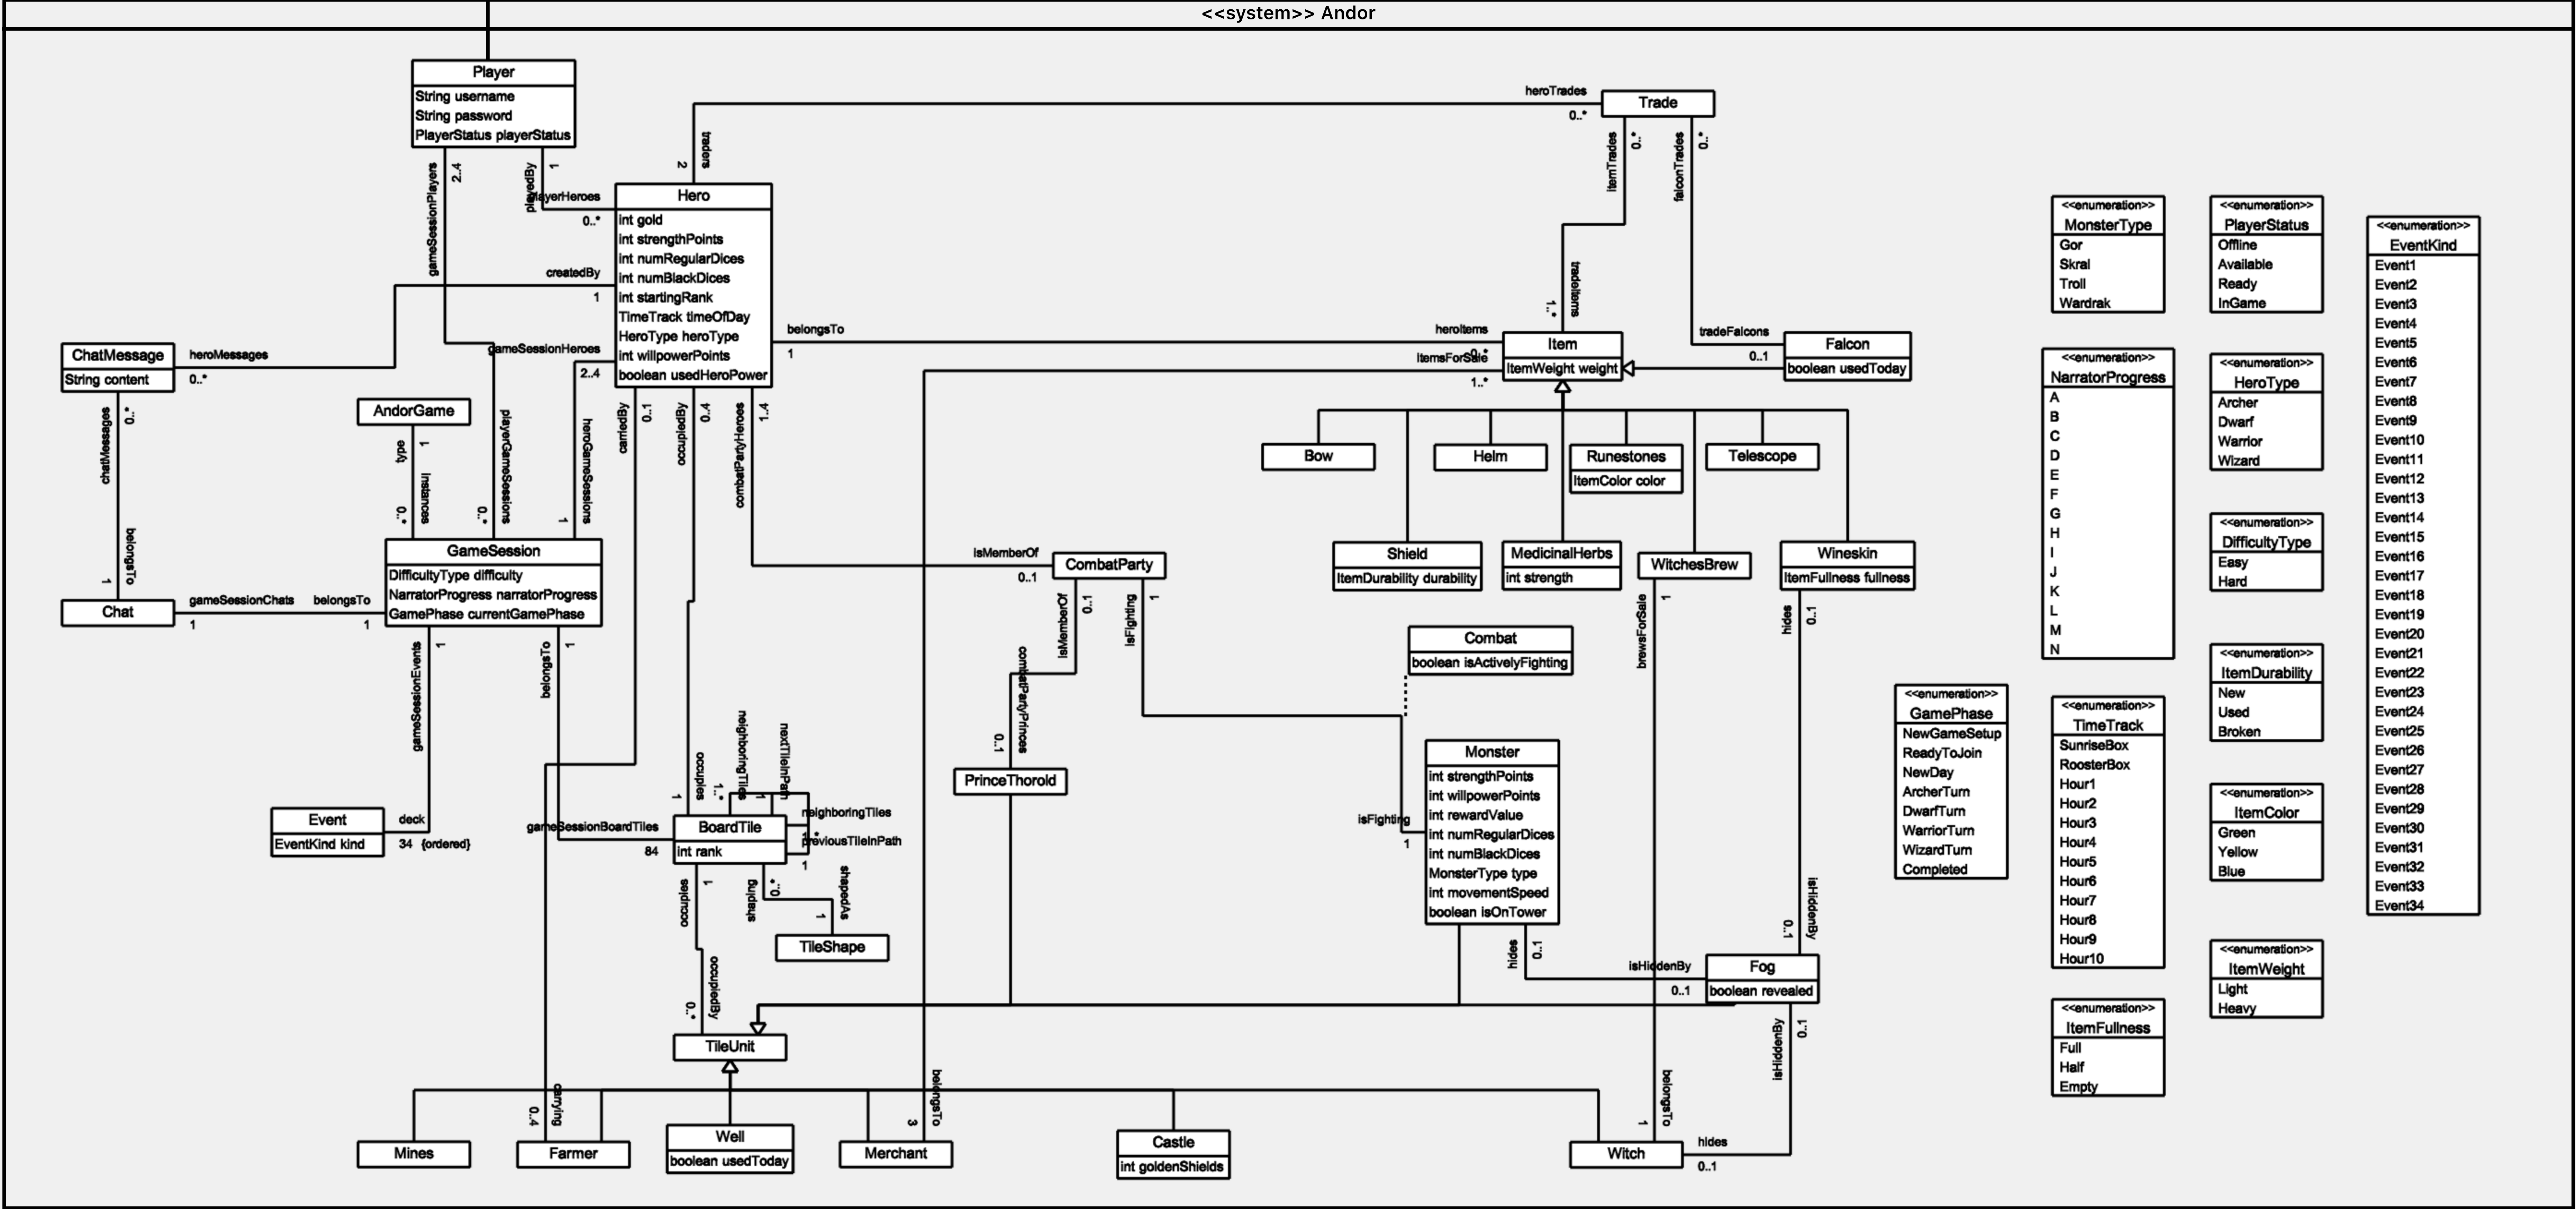 <<system>> Andor
Player
String username
String password
PlayerStatus playerStatus
gameSessionPlayers
2..4
playedBy
1
playerHeroes
0..*
heroTrades
0..*
Trade
traders
2
itemTrades
0..*
falconTrades
0..*
Hero
int gold
int strengthPoints
int numRegularDices
int numBlackDices
int startingRank
TimeTrack timeOfDay
HeroType heroType
int willpowerPoints
boolean usedHeroPower
createdBy
1
belongsTo
1
heroItems
0..*
ItemsForSale
1..*
tradeItems
1..*
tradeFalcons
0..1
Item
ItemWeight weight
Falcon
boolean usedToday
ChatMessage
String content
heroMessages
0..*
gameSessionHeroes
2..4
AndorGame
type
1
instances
0..*
playerGameSessions
0..*
heroGameSessions
1
carriedBy
0..1
occupiedBy
0..4
combatPartyHeroes
1..4
chatMessages
0..*
belongsTo
1
Bow
Helm
Runestones
ItemColor color
Telescope
Shield
ItemDurability durability
MedicinalHerbs
int strength
WitchesBrew
Wineskin
ItemFullness fullness
GameSession
DifficultyType difficulty
NarratorProgress narratorProgress
GamePhase currentGamePhase
Chat
gameSessionChats
1
belongsTo
1
isMemberOf
0..1
CombatParty
isMemberOf
0..1
isFighting
1
combatPartyPrinces
0..1
PrinceThorold
Combat
boolean isActivelyFighting
brewsForSale
1
hides
0..1
gameSessionEvents
1
belongsTo
1
Event
EventKind kind
deck
34 {ordered}
gameSessionBoardTiles
84
occupies
1
neighboringTiles
1..*
nextTileInPath
1
neighboringTiles
*
previousTileInPath
1
BoardTile
int rank
isFighting
1
Monster
int strengthPoints
int willpowerPoints
int rewardValue
int numRegularDices
int numBlackDices
MonsterType type
int movementSpeed
boolean isOnTower
occupies
1
shaping
0..*
shapedAs
1
TileShape
occupiedBy
0..*
hides
0..1
isHiddenBy
0..1
isHiddenBy
0..1
Fog
boolean revealed
TileUnit
isHiddenBy
0..1
carrying
0..4
belongsTo
3
belongsTo
1
hides
0..1
Mines
Farmer
Well
boolean usedToday
Merchant
Castle
int goldenShields
Witch
<<enumeration>>
GamePhase
NewGameSetup
ReadyToJoin
NewDay
ArcherTurn
DwarfTurn
WarriorTurn
WizardTurn
Completed
<<enumeration>>
MonsterType
Gor
Skral
Troll
Wardrak
<<enumeration>>
NarratorProgress
A
B
C
D
E
F
G
H
I
J
K
L
M
N
<<enumeration>>
TimeTrack
SunriseBox
RoosterBox
Hour1
Hour2
Hour3
Hour4
Hour5
Hour6
Hour7
Hour8
Hour9
Hour10
<<enumeration>>
ItemFullness
Full
Half
Empty
<<enumeration>>
PlayerStatus
Offline
Available
Ready
InGame
<<enumeration>>
HeroType
Archer
Dwarf
Warrior
Wizard
<<enumeration>>
DifficultyType
Easy
Hard
<<enumeration>>
ItemDurability
New
Used
Broken
<<enumeration>>
ItemColor
Green
Yellow
Blue
<<enumeration>>
ItemWeight
Light
Heavy
<<enumeration>>
EventKind
Event1
Event2
Event3
Event4
Event5
Event6
Event7
Event8
Event9
Event10
Event11
Event12
Event13
Event14
Event15
Event16
Event17
Event18
Event19
Event20
Event21
Event22
Event23
Event24
Event25
Event26
Event27
Event28
Event29
Event30
Event31
Event32
Event33
Event34